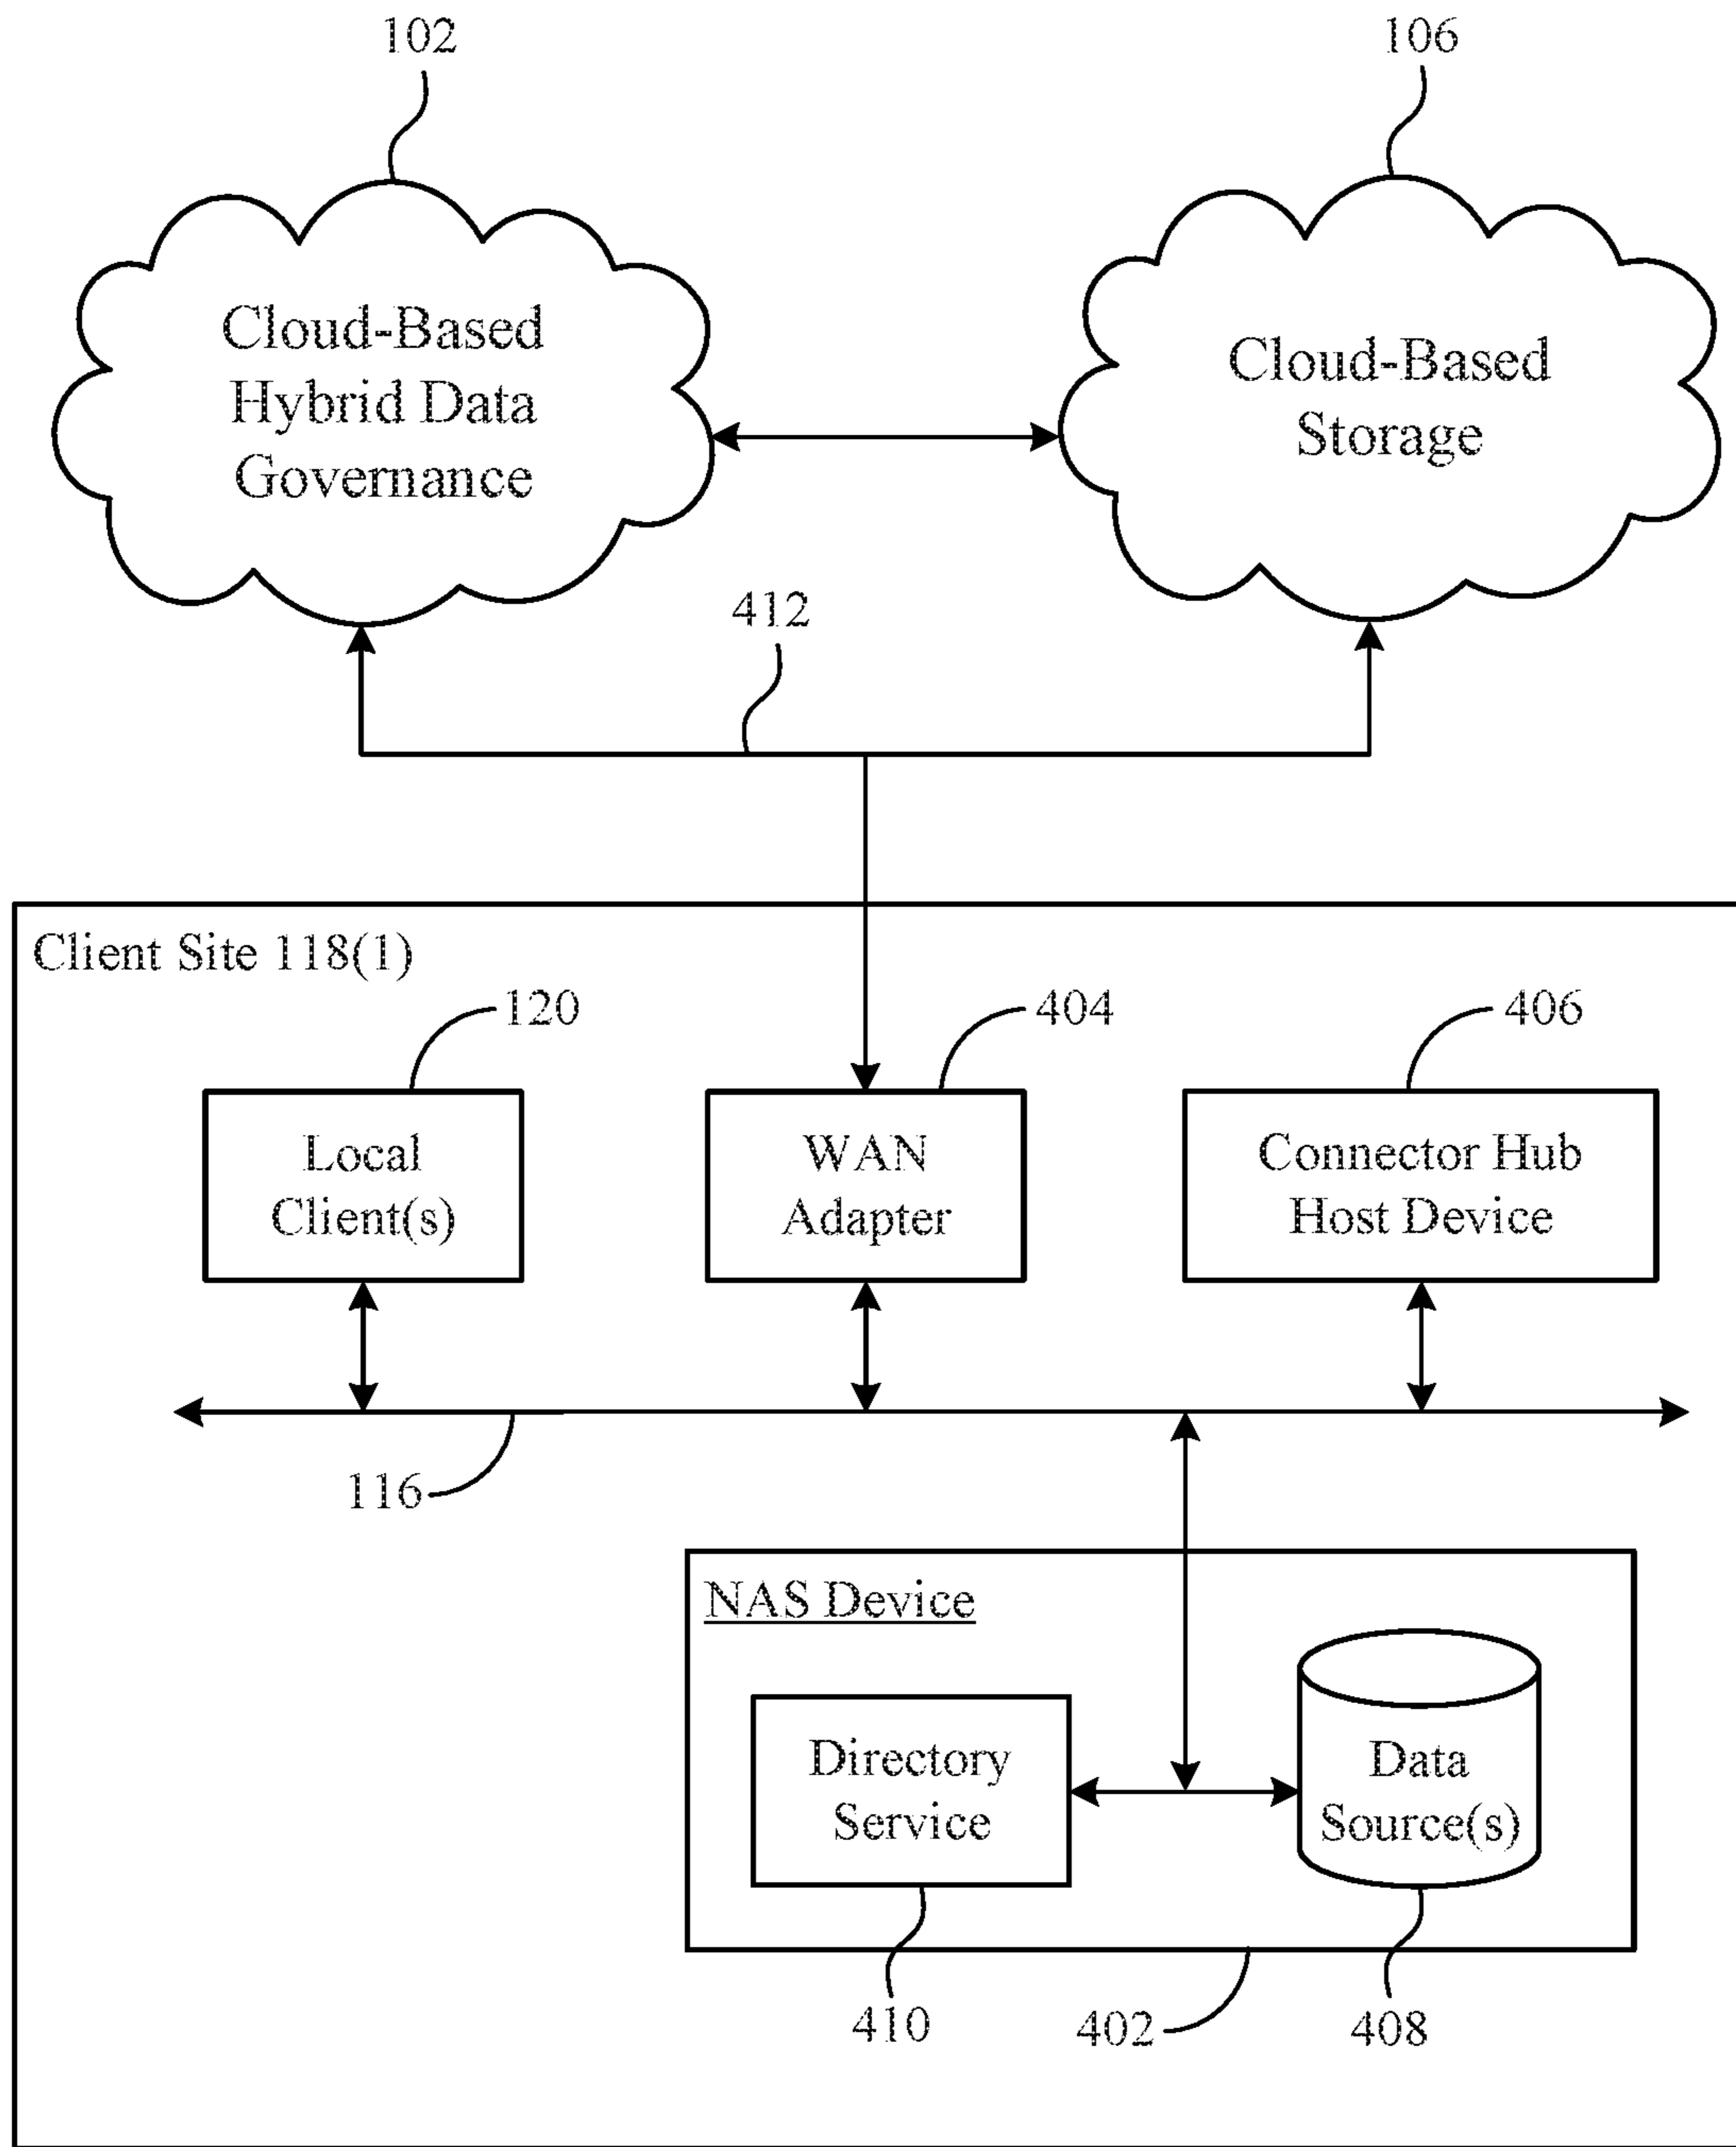 102
106
Cloud-Based
Hybrid Data
Governance
Cloud-Based
Storage
412
Client Site 118(1)
120
404
406
Local
Client(s)
WAN
Adapter
Connector Hub
Host Device
116
NAS Device
Directory
Service
Data
Source(s)
410
402
408